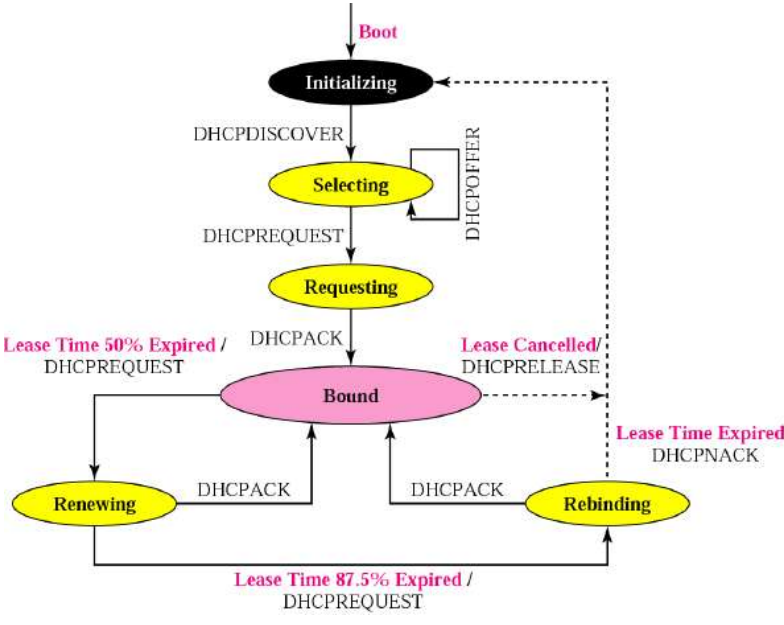 Boot
Initializing
DHCPDISCOVER
DHCPOFFER
Selecting
DHCPREQUEST
Requesting
Lease Time 50% Expired /
DHCPREQUEST
DHCPACK
Lease Cancelled/
DHCPRELEASE
Bound
Lease Time Expired
DHCPNACK
Renewing
DHCPACK
DHCPACK
Rebinding
Lease Time 87.5% Expired /
DHCPREQUEST